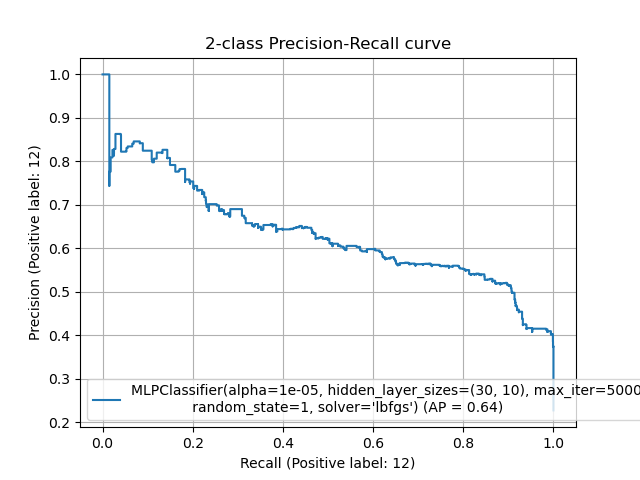 2-class Precision-Recall curve
1.0
0.9
0.8
0.7
0.6
0.5
0.4
0.3
0.2
Precision (Positive label: 12)
MLPClassifier(alpha=1e-05, hidden_layer_sizes=(30, 10), max_iter=5000
random_state=1, solver='lbfgs') (AP = 0.64)
0.0 0.2 0.4 0.6 0.8 1.0
Recall (Positive label: 12)